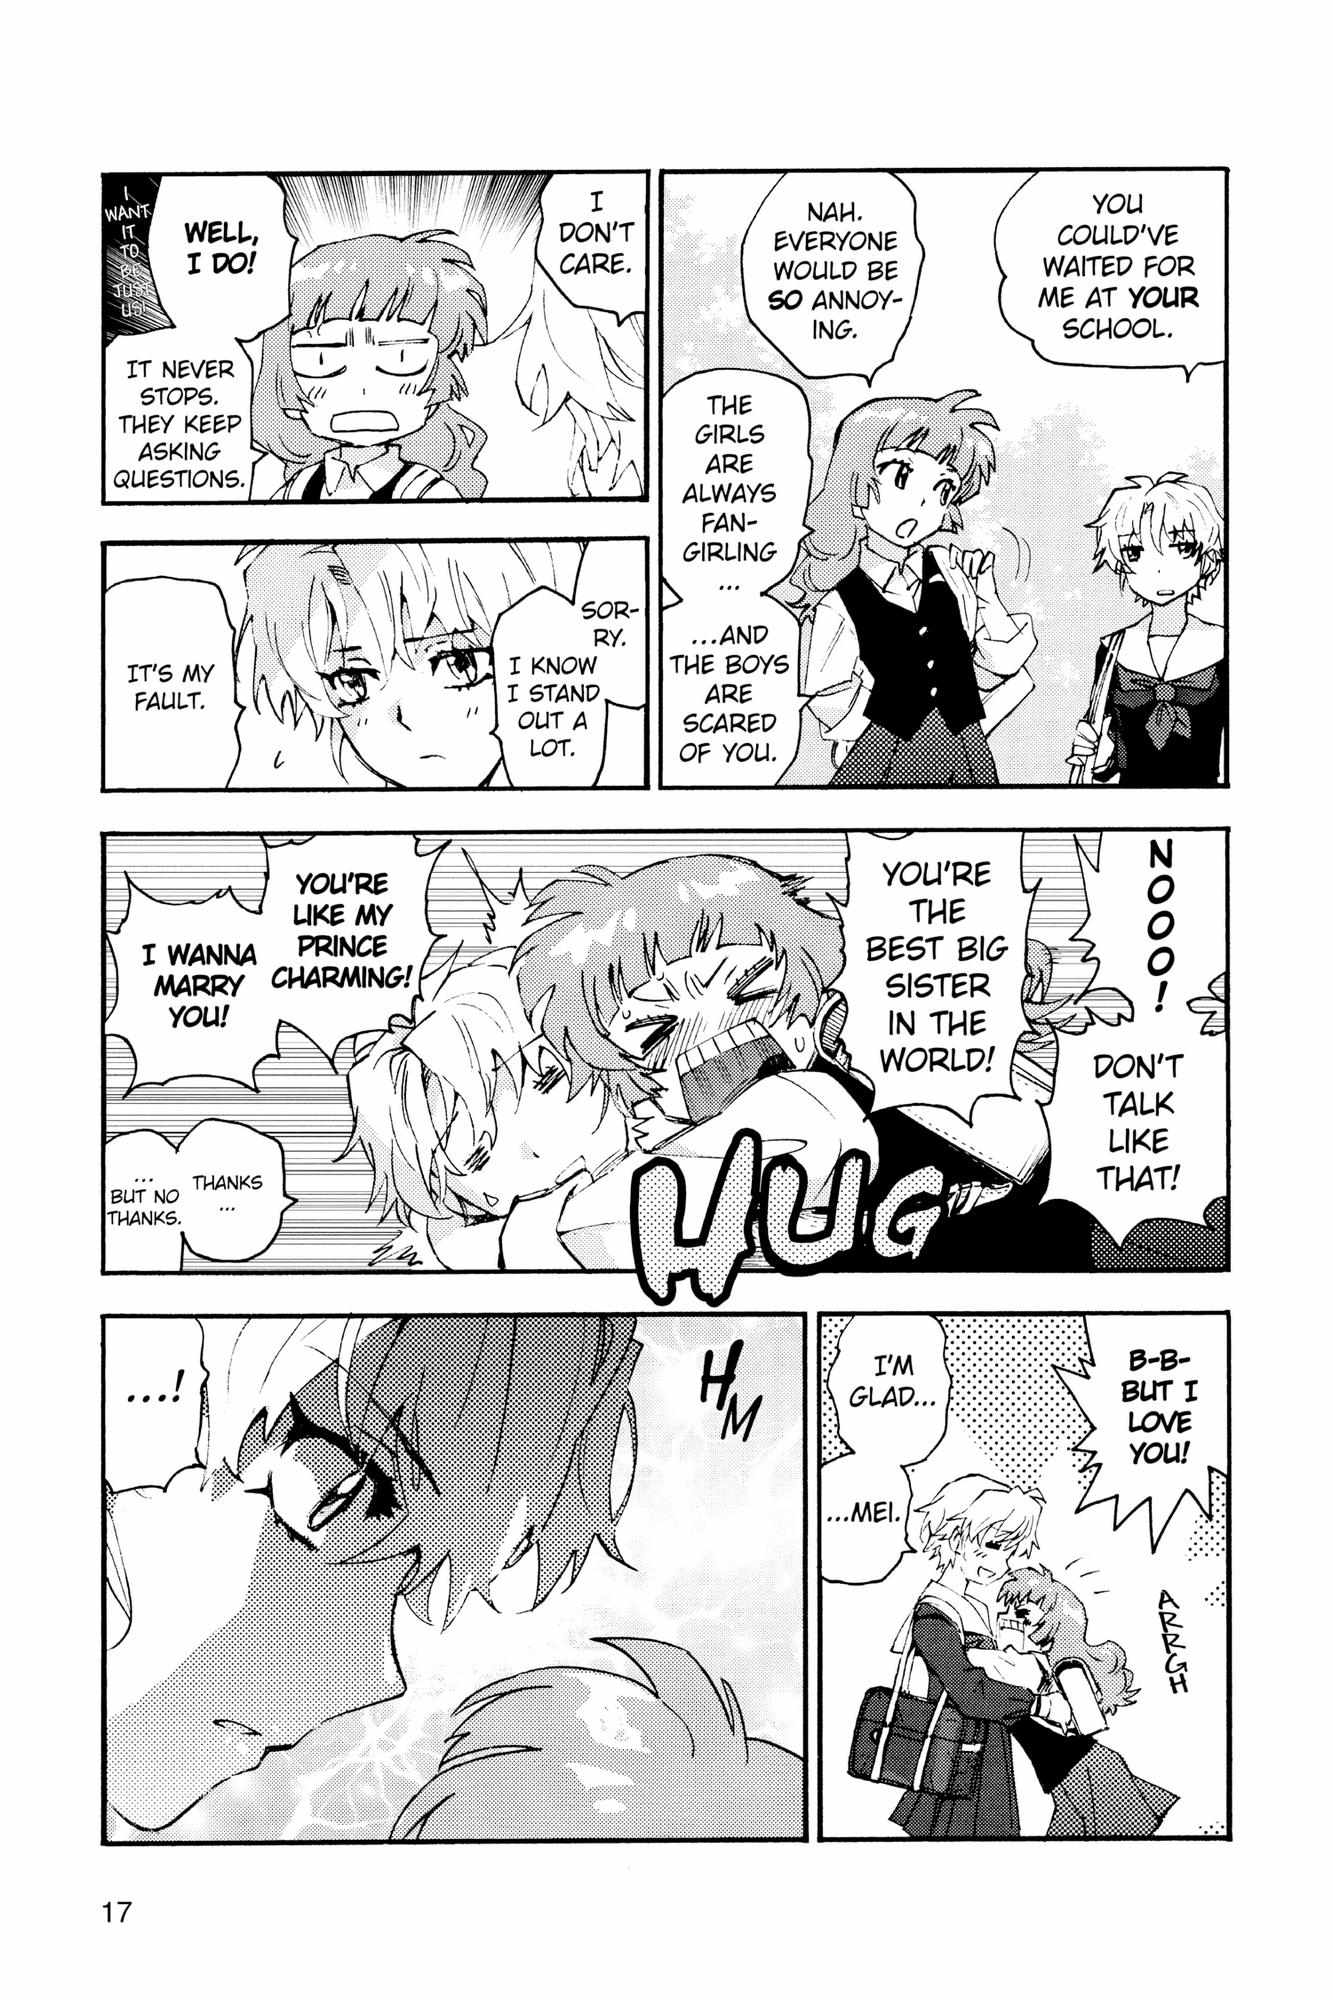 YOU
COULD'VE
WAITED FOR
ME AT YOUR
SCHOOL.
NAH.
EVERYONE
WOULD BE
SO ANNOY-
ING.
THE
GIRLS
ARE
ALWAYS
FAN-
GIRLING
...
...AND
THE BOYS
ARE
SCARED
OF YOU.
I
DON'T
CARE.
WELL,
I DO!
I
WANT
IT
TO
BE
JUST
US!
IT NEVER
STOPS.
THEY KEEP
ASKING
QUESTIONS.
SOR-
RY.
I KNOW
I STAND
OUT A
LOT.
IT'S MY
FAULT.
NOOO!
DON'T
TALK
LIKE
THAT!
YOU'RE
THE
BEST BIG
SISTER
IN THE
WORLD!
YOU'RE
LIKE MY
PRINCE
CHARMING!
I WANNA
MARRY
YOU!
HUG
THANKS
...
...
BUT NO
THANKS.
B-B-
BUT I
LOVE
YOU!
ARRGH
I'M
GLAD...
...MEI.
HM
...!
17